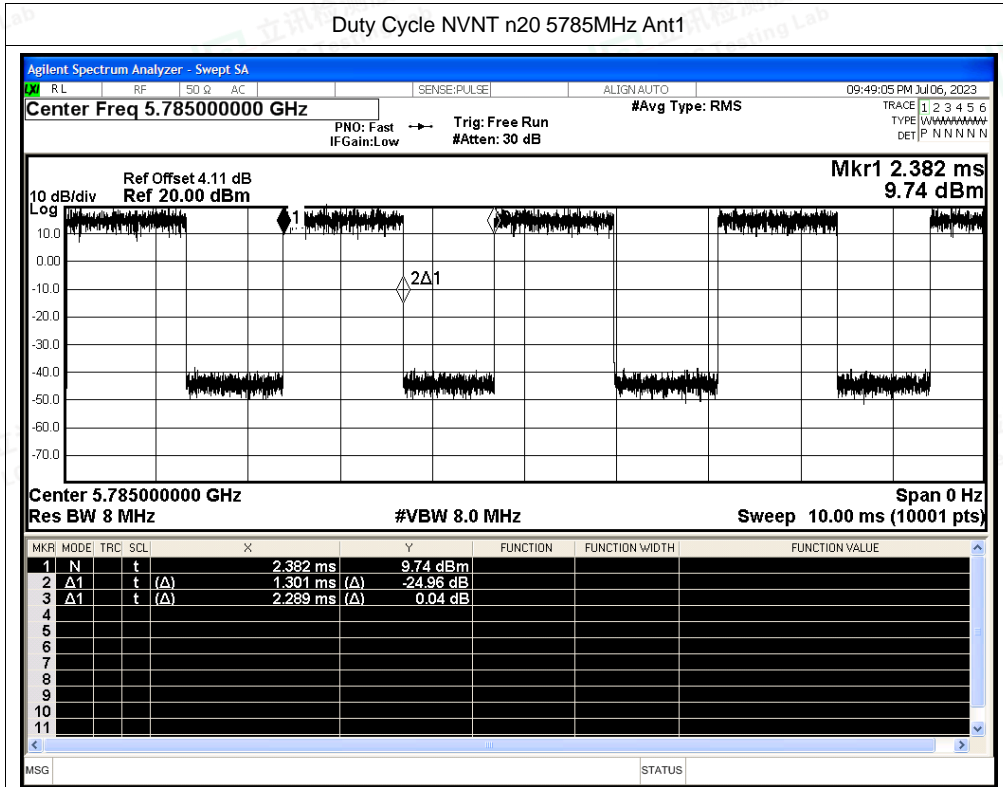 Duty Cycle NVNT n20 5785MHz Ant1
Agilent Spectrum Analyzer - Swept SA
LXI RL RF 50 Ω AC SENSE:PULSE ALIGN AUTO 09:49:05 PM Jul 06, 2023
Center Freq 5.785000000 GHz #Avg Type: RMS TRACE 1 2 3 4 5 6
PNO: Fast Trig: Free Run TYPE
IFGain:Low #Atten: 30 dB DET P N N N N N
Mkr1 2.382 ms
Ref Offset 4.11 dB
10 dB/div Ref 20.00 dBm 9.74 dBm
Log
1
10.0
0.00
2Δ1
-10.0
-20.0
-30.0
-40.0
-50.0
-60.0
-70.0
Center 5.785000000 GHz Span 0 Hz
Res BW 8 MHz #VBW 8.0 MHz Sweep 10.00 ms (10001 pts)
MKR MODE TRC SCL X Y FUNCTION FUNCTION WIDTH FUNCTION VALUE
1 N t 2.382 ms 9.74 dBm
2 Δ1 t (Δ) 1.301 ms (Δ) -24.96 dB
3 Δ1 t (Δ) 2.289 ms (Δ) 0.04 dB
4
5
6
7
8
9
10
11
MSG STATUS